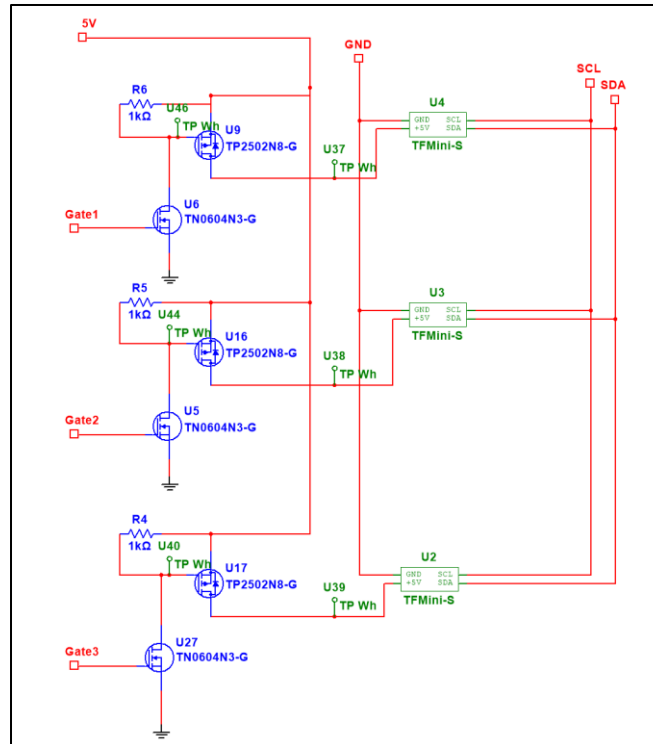 5V
GND
SCL
SDA
R6
1kΩ
U46
TP Wh
U9
TP2502N8-G
U4
GND SCL
+5V SDA
TFMini-S
U37
TP Wh
U6
TN0604N3-G
Gate1
R5
1kΩ
U44
TP Wh
U16
TP2502N8-G
U3
GND SCL
+5V SDA
TFMini-S
U38
TP Wh
U5
TN0604N3-G
Gate2
R4
1kΩ
U40
TP Wh
U17
TP2502N8-G
U2
GND SCL
+5V SDA
TFMini-S
U39
TP Wh
U27
TN0604N3-G
Gate3